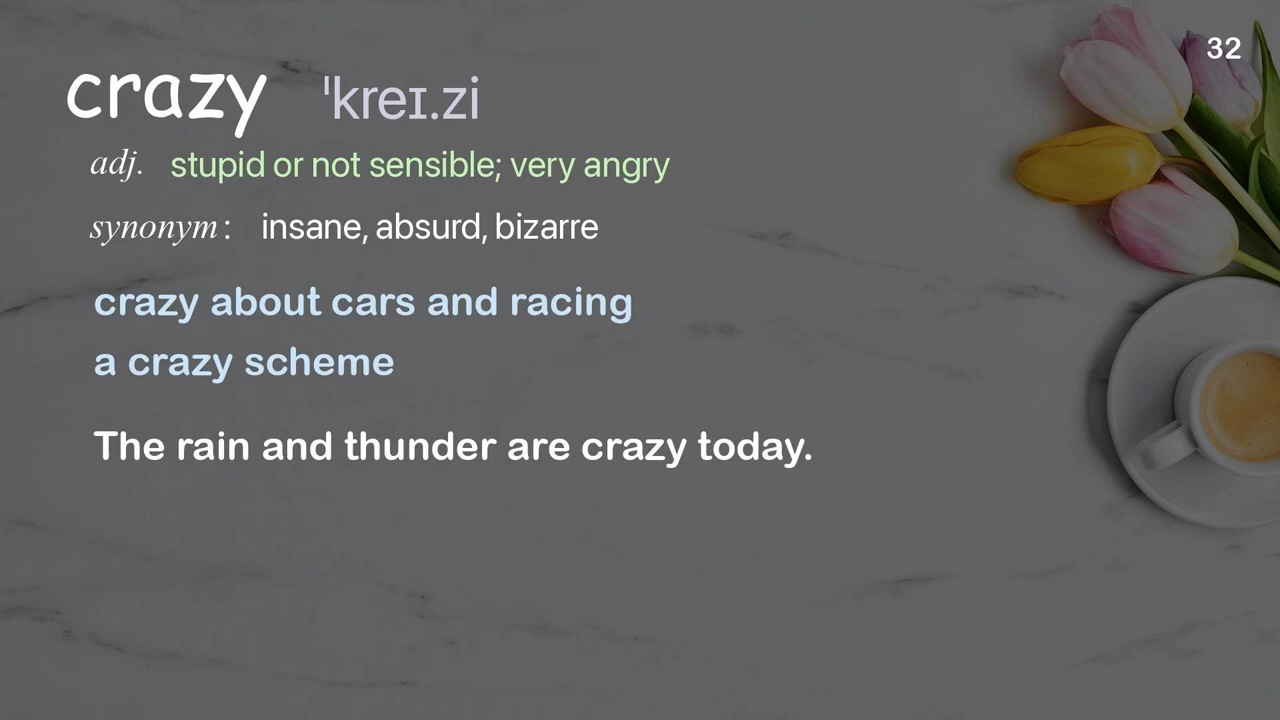 32
crazy ˈkreɪ.zi
adj. stupid or not sensible; very angry
synonym: insane, absurd, bizarre
crazy about cars and racing
a crazy scheme
The rain and thunder are crazy today.